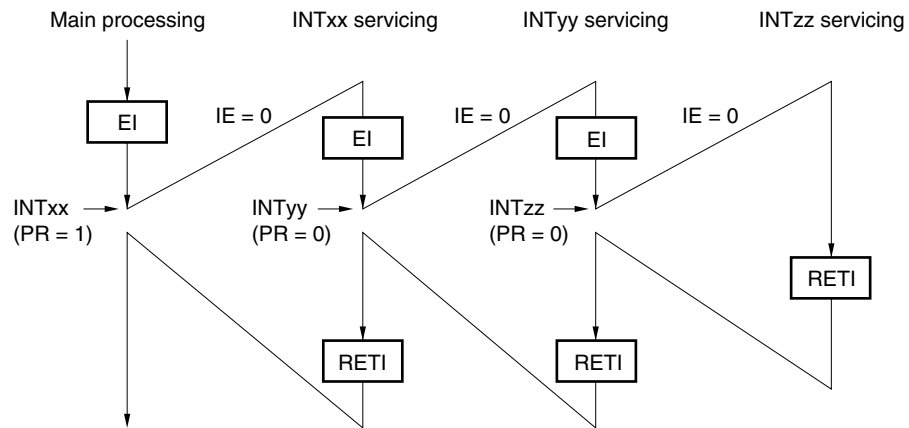 Main processing
INTxx servicing
INTyy servicing
INTzz servicing
EI
IE = 0
EI
IE = 0
EI
IE = 0
INTxx
(PR = 1)
INTyy
(PR = 0)
INTzz
(PR = 0)
RETI
RETI
RETI